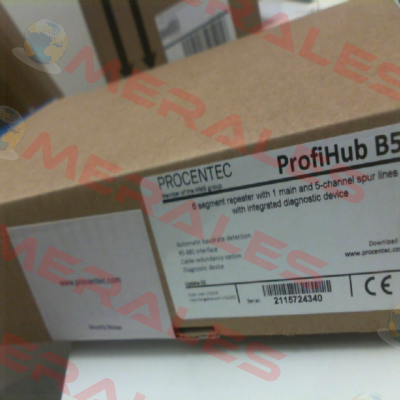 MERALES
PROCENTEC
Member of the HMS group
ProfiHub B5
6 segment repeater with 1 main and 5-channel spur lines
with integrated diagnostic device
Automatic baudrate detection
RS-485 interface
Cable redundancy option
Diagnostic device
Download
www.procentec.com
Serial:
2115724340
CE
www.procentec.com
MERALES